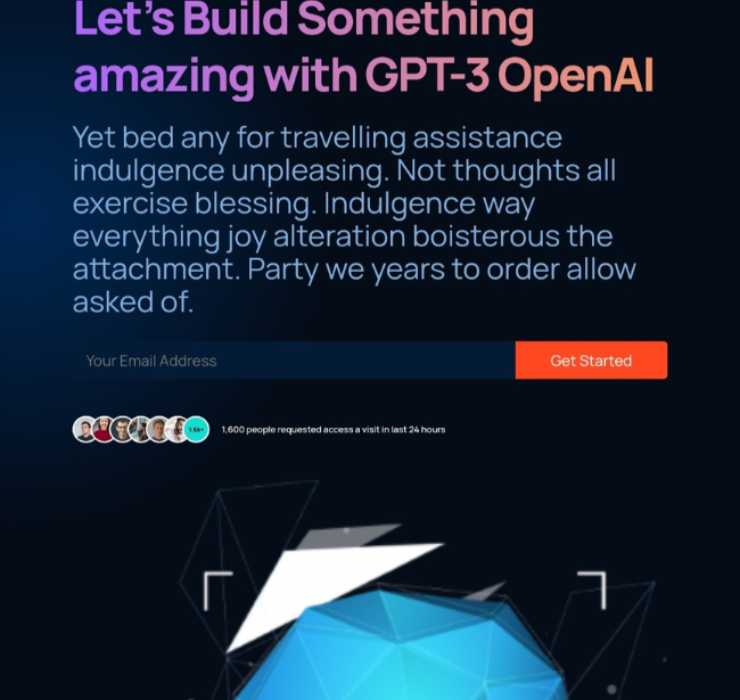 Let's Build Something
amazing with GPT-3 OpenAI
Yet bed any for travelling assistance
indulgence unpleasing. Not thoughts all
exercise blessing. Indulgence way
everything joy alteration boisterous the
attachment. Party we years to order allow
asked of.
Your Email Address
Get Started
1,600 people requested access a visit in last 24 hours